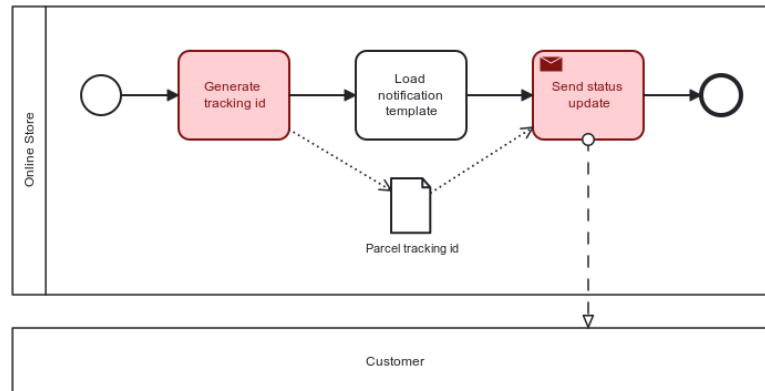 Online Store
Generate
tracking id
Load
notification
template
Send status
update
Parcel tracking id
Customer